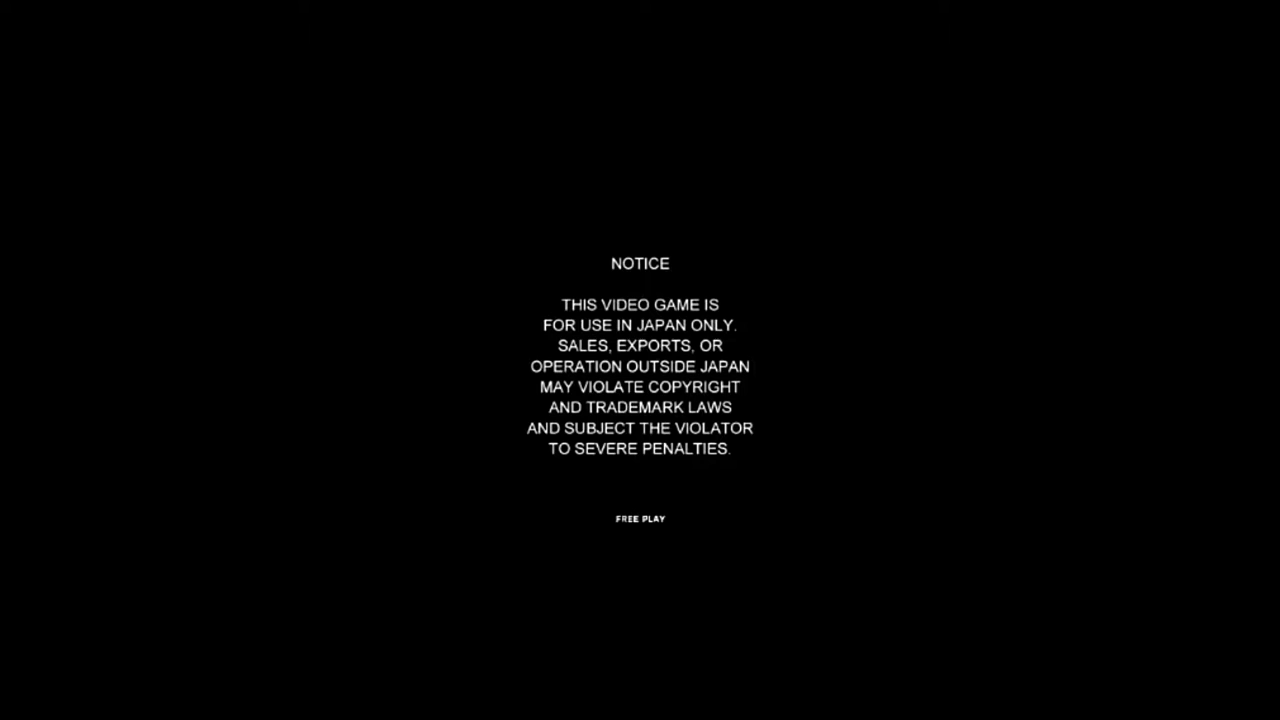 NOTICE
THIS VIDEO GAME IS
FOR USE IN JAPAN ONLY.
SALES, EXPORTS, OR
OPERATION OUTSIDE JAPAN
MAY VIOLATE COPYRIGHT
AND TRADEMARK LAWS
AND SUBJECT THE VIOLATOR
TO SEVERE PENALTIES.
FREE PLAY